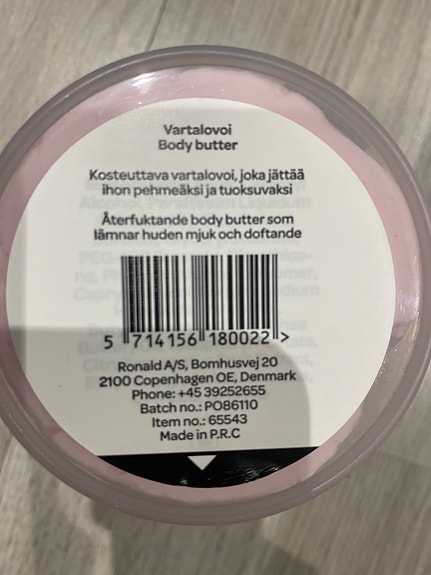 Vartalovoi
Body butter
Kosteuttava vartalovoi, joka jättää
ihon pehmeäksi ja tuoksuvaksi
Återfuktande body butter som
lämnar huden mjuk och doftande
5 714156 180022 >
Ronald A/S, Bomhusvej 20
2100 Copenhagen OE, Denmark
Phone: +45 39252655
Batch no.: PO86110
Item no.: 65543
Made in P.R.C